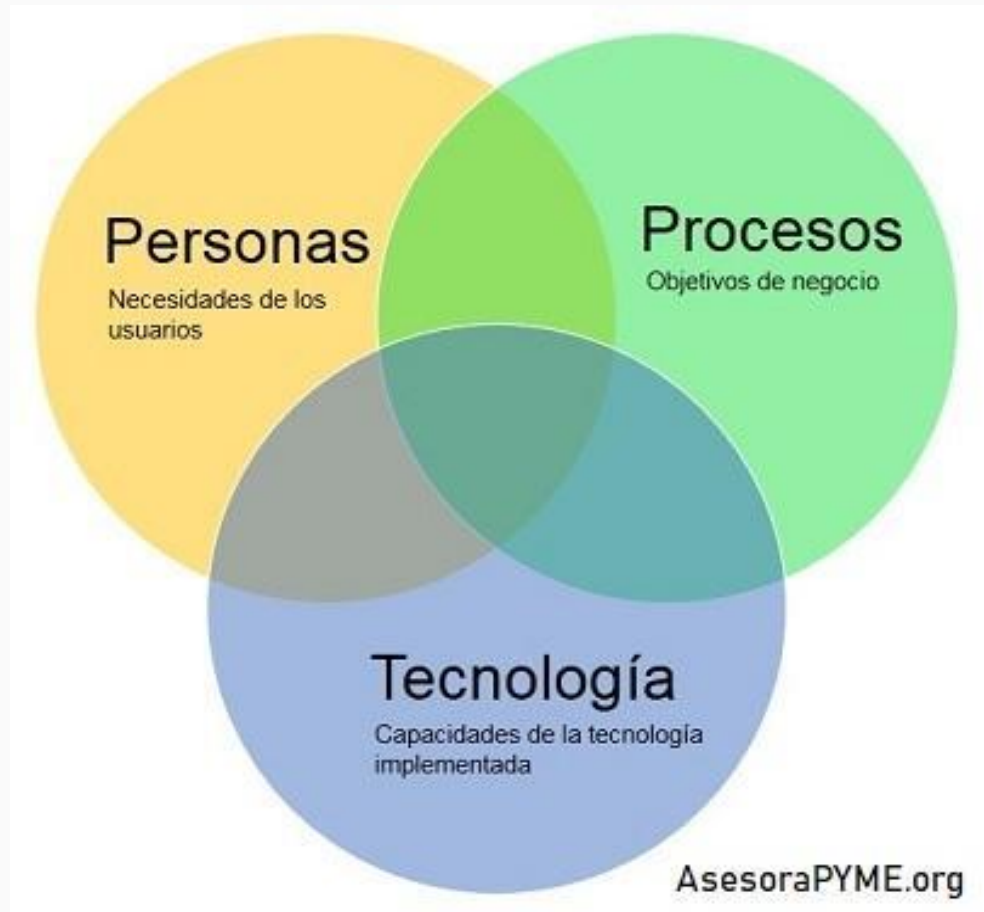 Personas
Necesidades de los
usuarios
Procesos
Objetivos de negocio
Tecnología
Capacidades de la tecnología
implementada
AsesoraPYME.org